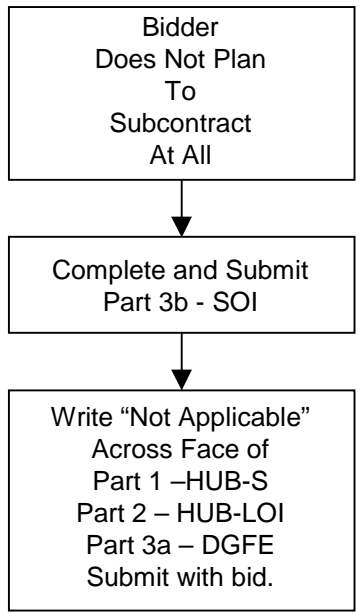 Bidder
Does Not Plan
To
Subcontract
At All
Complete and Submit
Part 3b - SOI
Write “Not Applicable”
Across Face of
Part 1 –HUB-S
Part 2 – HUB-LOI
Part 3a – DGFE
Submit with bid.